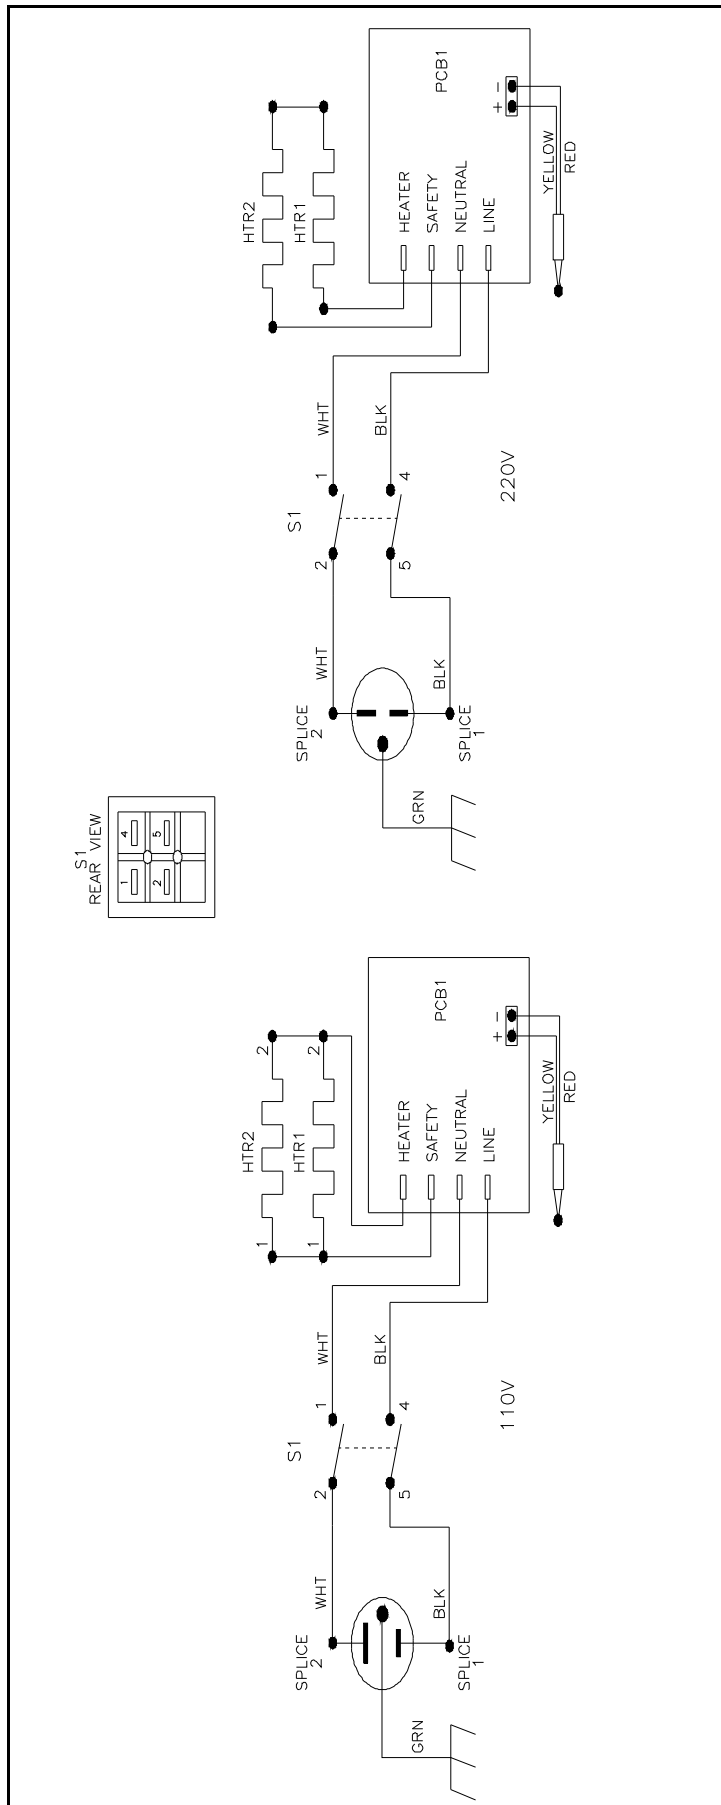 PCB1
− +
YELLOW
RED
HTR2
HTR1
HEATER
SAFETY
NEUTRAL
LINE
WHT
BLK
1
4
S1
220V
2
5
WHT
BLK
SPLICE
2
SPLICE
1
GRN
S1
REAR VIEW
4
5
1
2
PCB1
− +
YELLOW
RED
2
2
HTR2
HTR1
1
1
HEATER
SAFETY
NEUTRAL
LINE
WHT
BLK
1
4
S1
110V
2
5
WHT
BLK
SPLICE
2
SPLICE
1
GRN